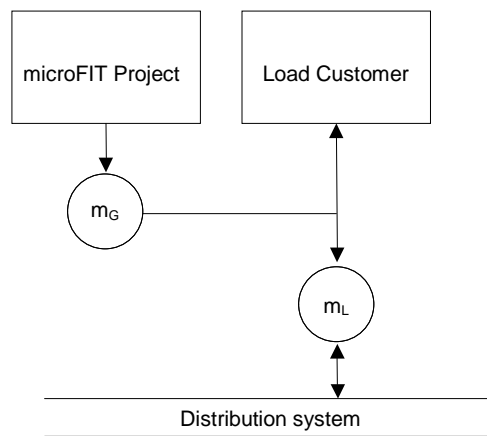 microFIT Project
Load Customer
mG
mL
Distribution system